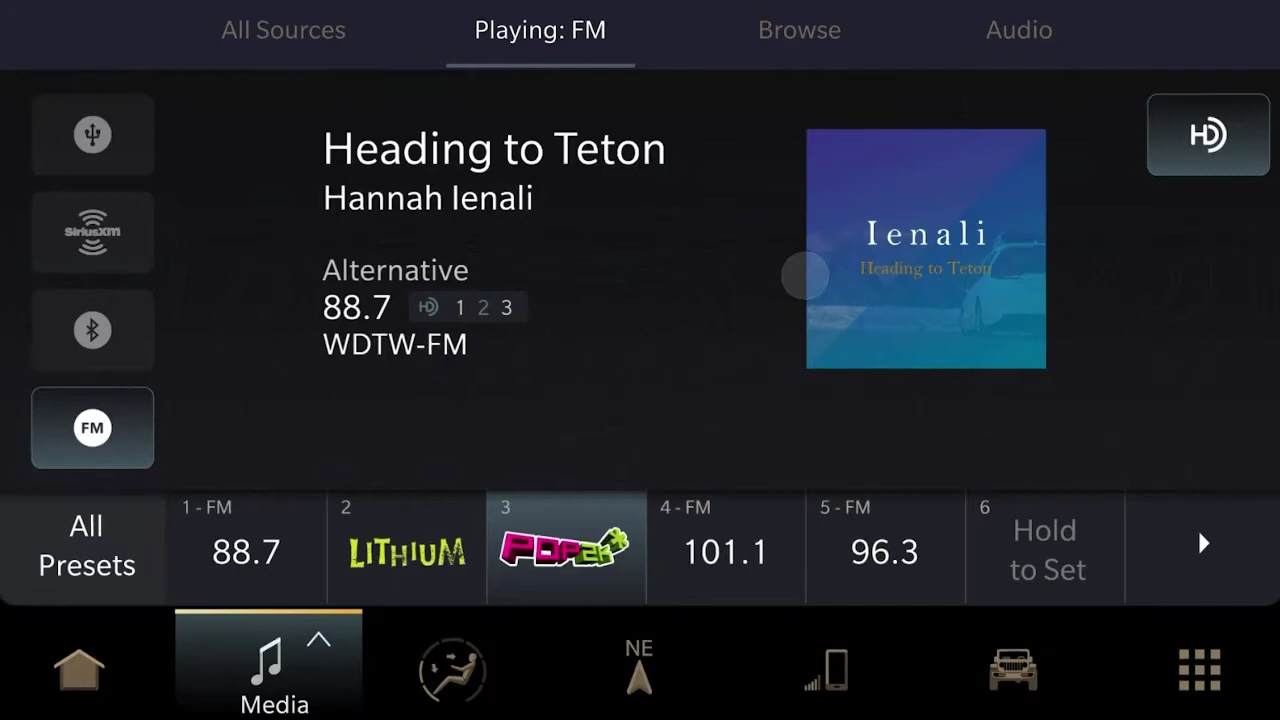 All Sources
Playing: FM
Browse
Audio
Heading to Teton
Hannah Ienali
SiriusXM
Ienali
Heading to Teton
Alternative
88.7 HD 1 2 3
WDTW-FM
HD
FM
All
Presets
1 - FM
88.7
2
LITHIUM
3
POP2K
4 - FM
101.1
5 - FM
96.3
6
Hold
to Set
Media
NE